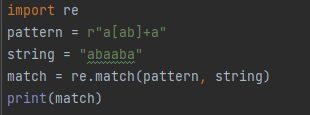 import re
pattern = r"a[ab]+a"
string = "abaaba"
match = re.match(pattern, string)
print(match)